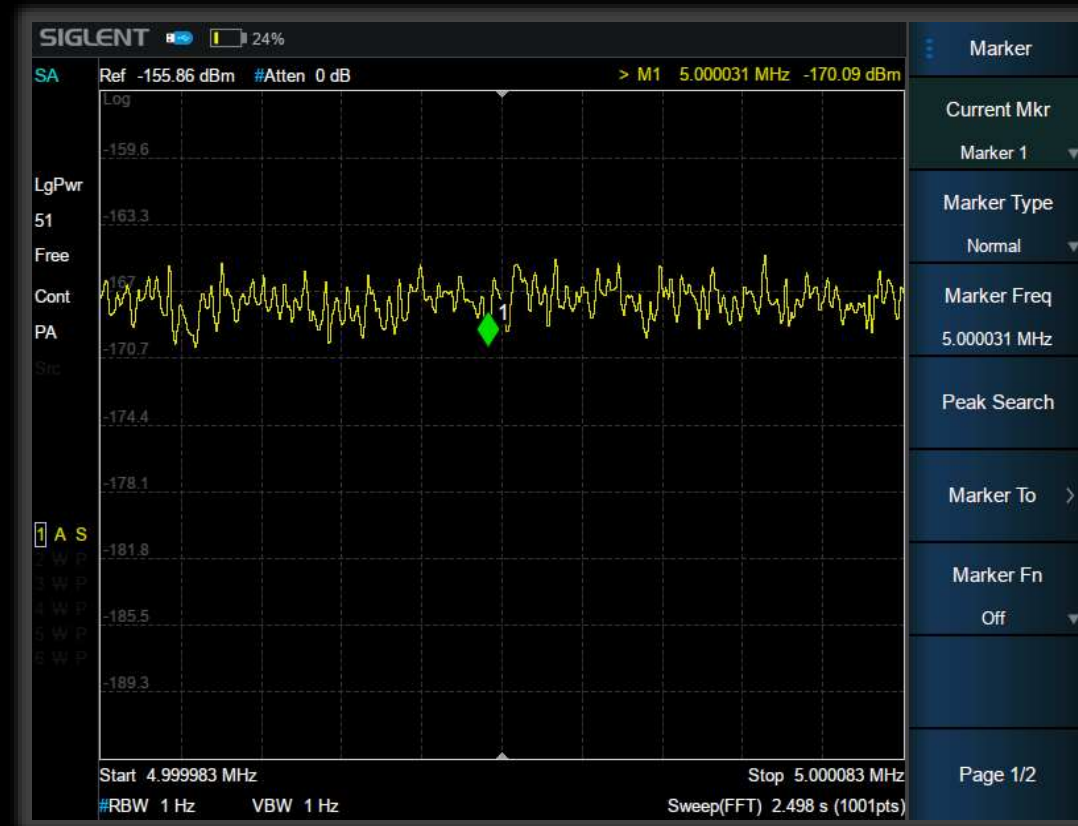 SIGLENT 24%
SA
Ref -155.86 dBm #Atten 0 dB
> M1 5.000031 MHz -170.09 dBm
Log
-159.6
-163.3
-167
-170.7
-174.4
-178.1
-181.8
-185.5
-189.3
LgPwr
51
Free
Cont
PA
Src
1 A S
2 W P
3 W P
4 W P
5 W P
6 W P
1
Start 4.999983 MHz
Stop 5.000083 MHz
#RBW 1 Hz VBW 1 Hz
Sweep(FFT) 2.498 s (1001pts)
Marker
Current Mkr
Marker 1
Marker Type
Normal
Marker Freq
5.000031 MHz
Peak Search
Marker To >
Marker Fn
Off
Page 1/2